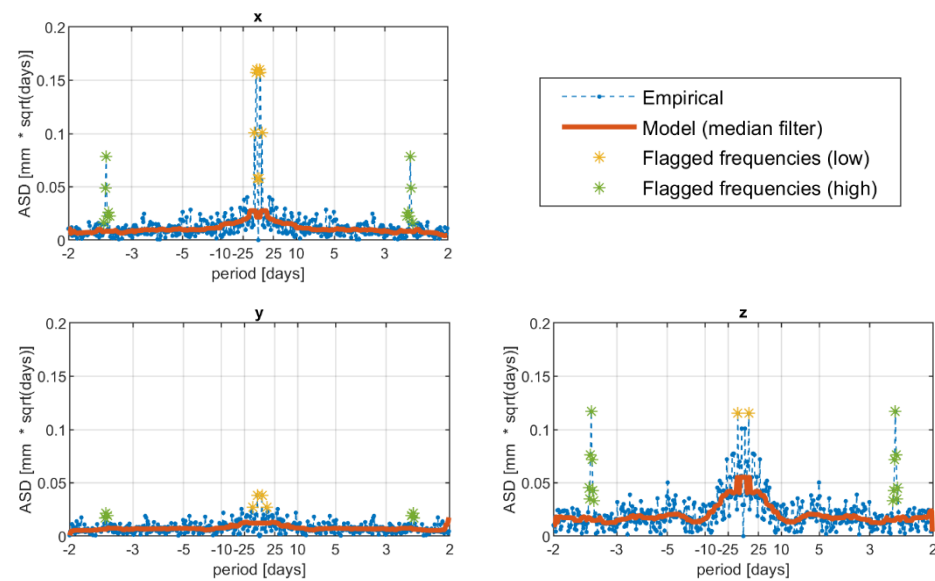 x
0.2
0.15
0.1
0.05
0
ASD [mm * sqrt(days)]
-2 -3 -5 -10 -25 25 10 5 3 2
period [days]
Empirical
Model (median filter)
Flagged frequencies (low)
Flagged frequencies (high)
y
0.2
0.15
0.1
0.05
0
ASD [mm * sqrt(days)]
-2 -3 -5 -10 -25 25 10 5 3 2
period [days]
z
0.2
0.15
0.1
0.05
0
ASD [mm * sqrt(days)]
-2 -3 -5 -10 -25 25 10 5 3 2
period [days]